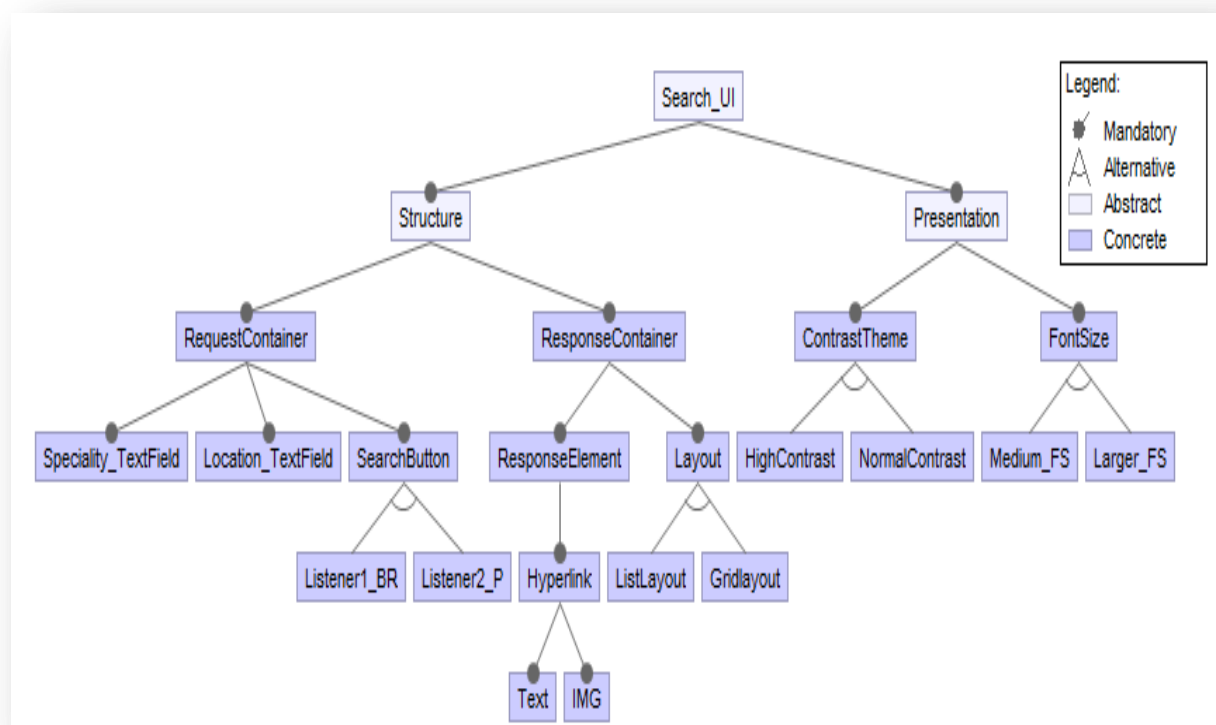 Search_UI
Legend:
Mandatory
Alternative
Abstract
Concrete
Structure
Presentation
RequestContainer
ResponseContainer
ContrastTheme
FontSize
Speciality_TextField
Location_TextField
SearchButton
ResponseElement
Layout
HighContrast
NormalContrast
Medium_FS
Larger_FS
Listener1_BR
Listener2_P
Hyperlink
ListLayout
Gridlayout
Text
IMG